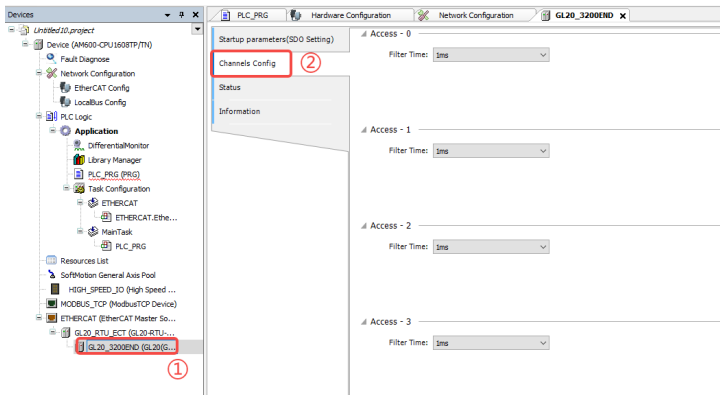 Devices
Untitled10.project
Device (AM600-CPU1608TP/TN)
Fault Diagnose
Network Configuration
EtherCAT Config
LocalBus Config
PLC Logic
Application
DifferentialMonitor
Library Manager
PLC_PRG (PRG)
Task Configuration
ETHERCAT
ETHERCAT.Ethe...
MainTask
PLC_PRG
Resources List
SoftMotion General Axis Pool
HIGH_SPEED_IO (High Speed ...
MODBUS_TCP (ModbusTCP Device)
ETHERCAT (EtherCAT Master So...
GL20_RTU_ECT (GL20-RTU-...
GL20_3200END (GL20(G...
①
PLC_PRG
Hardware Configuration
Network Configuration
GL20_3200END
Startup parameters(SDO Setting)
Channels Config
②
Status
Information
Access - 0
Filter Time: 1ms
Access - 1
Filter Time: 1ms
Access - 2
Filter Time: 1ms
Access - 3
Filter Time: 1ms